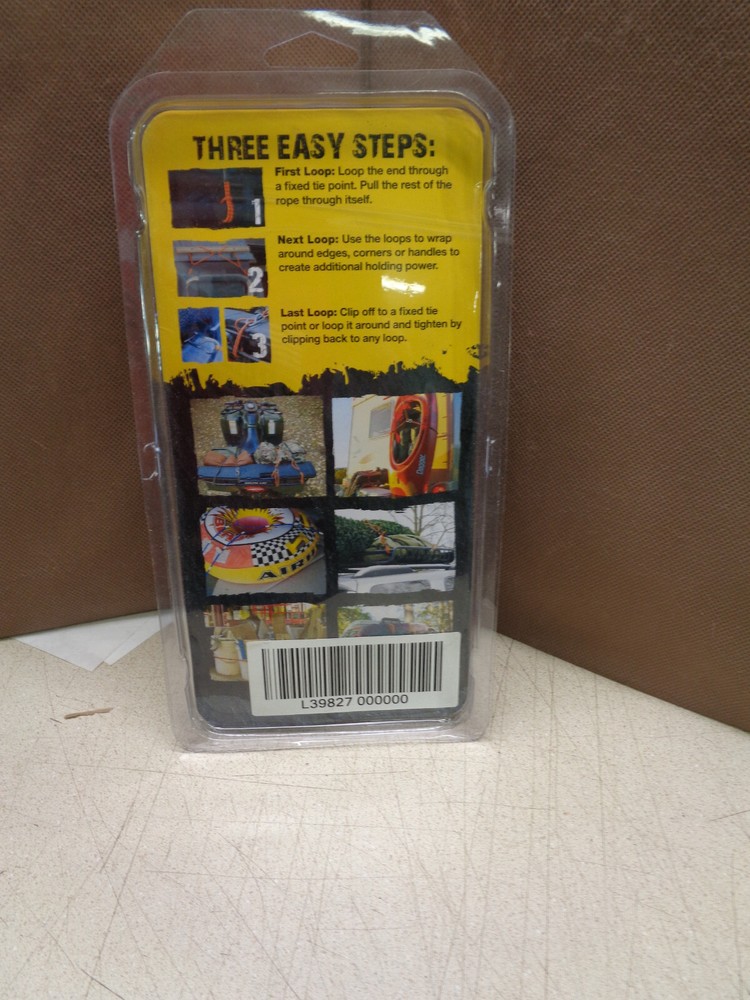 THREE EASY STEPS:
First Loop: Loop the end through
a fixed tie point. Pull the rest of the
rope through itself.
1
Next Loop: Use the loops to wrap
around edges, corners or handles to
create additional holding power.
2
Last Loop: Clip off to a fixed tie
point or loop it around and tighten by
clipping back to any loop.
3
L39827 000000